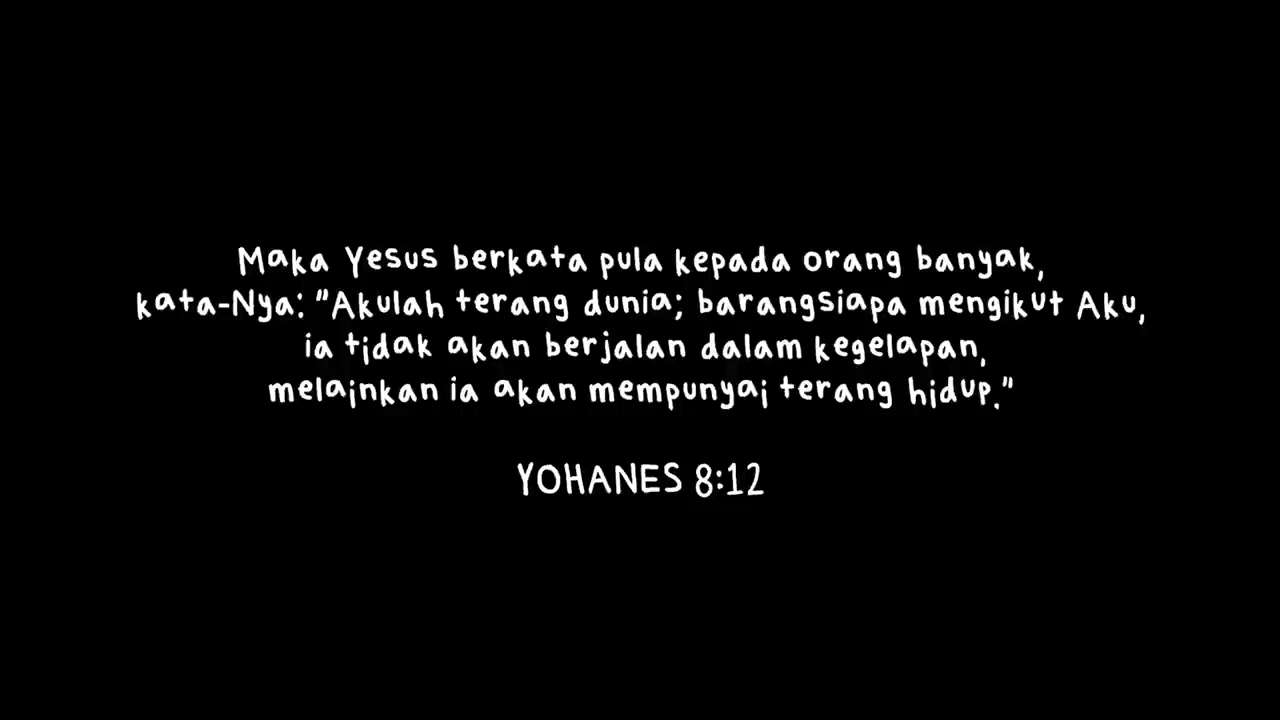 Maka Yesus berkata pula kepada orang banyak,
kata-Nya: "Akulah terang dunia; barangsiapa mengikut Aku,
ia tidak akan berjalan dalam kegelapan,
melainkan ia akan mempunyai terang hidup."
YOHANES 8:12